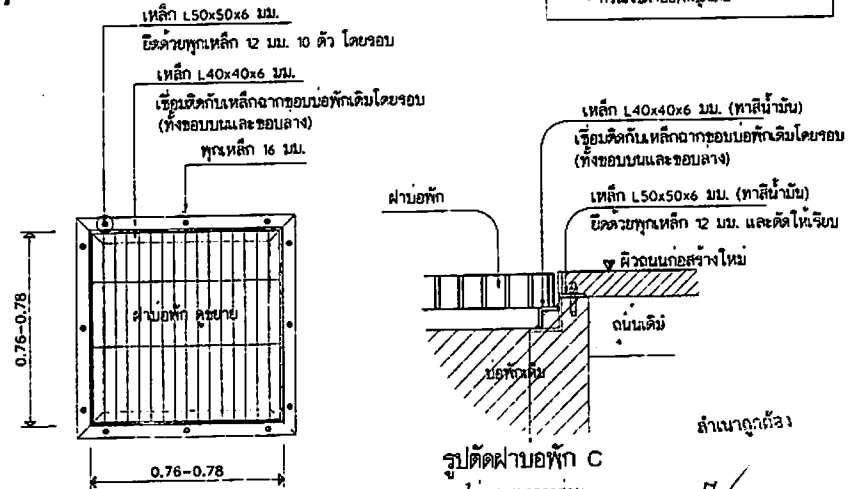 เหล็ก L50x50x6 มม.
ยึดด้วยพุกเหล็ก 12 มม. 10 ตัว โดยรอบ
เหล็ก L40x40x6 มม.
เชื่อมติดกับเหล็กฉากขอบบ่อพักเดิมโดยรอบ
(ทั้งขอบบนและขอบล่าง)
พุกเหล็ก 16 มม.
0.76-0.78
ฝาบ่อพัก ดูขยาย
0.76-0.78
เหล็ก L40x40x6 มม. (ทาสีน้ำมัน)
เชื่อมติดกับเหล็กฉากขอบบ่อพักเดิมโดยรอบ
(ทั้งขอบบนและขอบล่าง)
ฝาบ่อพัก
เหล็ก L50x50x6 มม. (ทาสีน้ำมัน)
ยึดด้วยพุกเหล็ก 12 มม. และตัดให้เรียบ
ผิวถนนก่อสร้างใหม่
ถนนเดิม
บ่อพักเดิม
สำเนาถูกต้อง
รูปตัดฝาบ่อพัก C